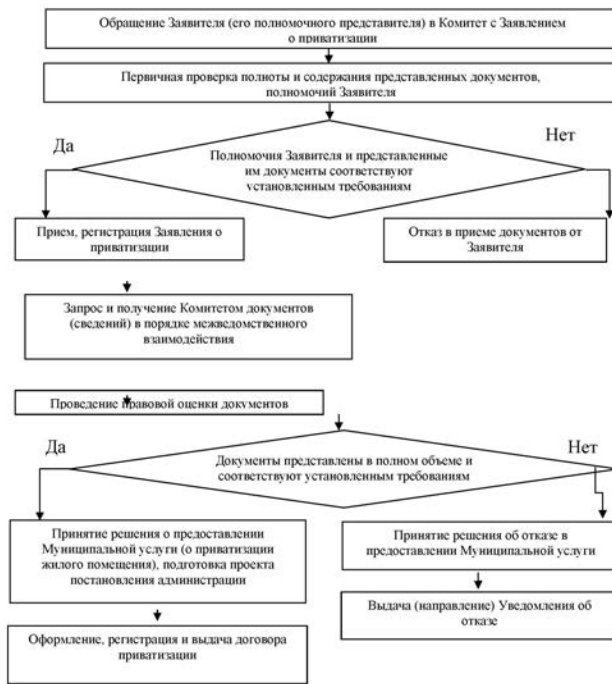 Обращение Заявителя (его полномочного представителя) в Комитет с Заявлением
о приватизации
Первичная проверка полноты и содержания представленных документов,
полномочий Заявителя
Да
Нет
Полномочия Заявителя и представленные
им документы соответствуют
установленным требованиям
Прием, регистрация Заявления о
приватизации
Отказ в приеме документов от
Заявителя
Запрос и получение Комитетом документов
(сведений) в порядке межведомственного
взаимодействия
Проведение правовой оценки документов
Да
Нет
Документы представлены в полном объеме и
соответствуют установленным требованиям
Принятие решения о предоставлении
Муниципальной услуги (о приватизации
жилого помещения), подготовка проекта
постановления администрации
Принятие решения об отказе в
предоставлении Муниципальной услуги
Выдача (направление) Уведомления об
отказе
Оформление, регистрация и выдача договора
приватизации